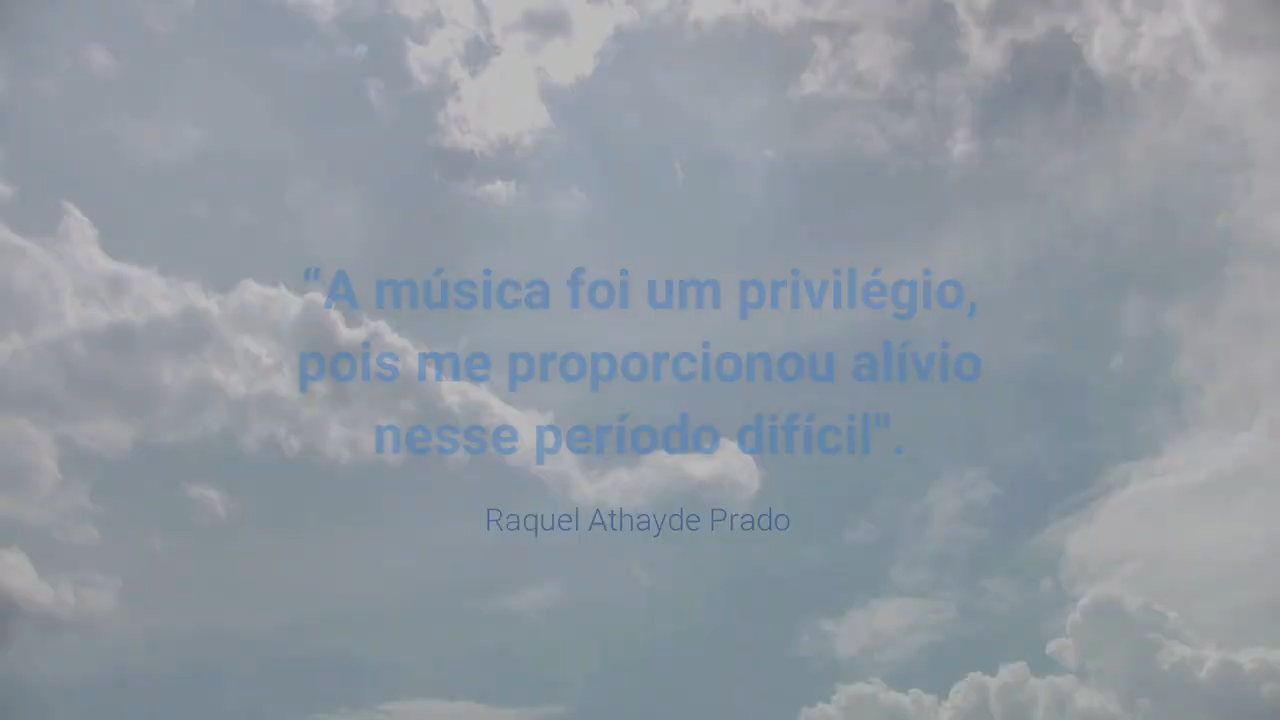 “A música foi um privilégio,
pois me proporcionou alívio
nesse período difícil".
Raquel Athayde Prado